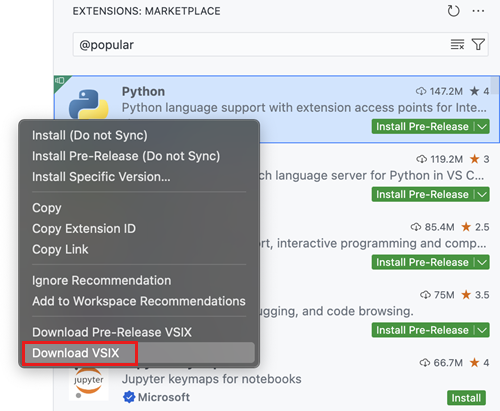 EXTENSIONS: MARKETPLACE
@popular
Python
147.2M ★ 4
Python language support with extension access points for Inte...
Install Pre-Release
119.2M ★ 3
ch language server for Python in VS C...
Install Pre-Release
85.4M ★ 2.5
rt, interactive programming and comp...
Install Pre-Release
75M ★ 3.5
ugging, and code browsing.
Install Pre-Release
66.7M ★ 4
Jupyter keymaps for notebooks
jupyter
Microsoft
Install
Install (Do not Sync)
Install Pre-Release (Do not Sync)
Install Specific Version...
Copy
Copy Extension ID
Copy Link
Ignore Recommendation
Add to Workspace Recommendations
Download Pre-Release VSIX
Download VSIX